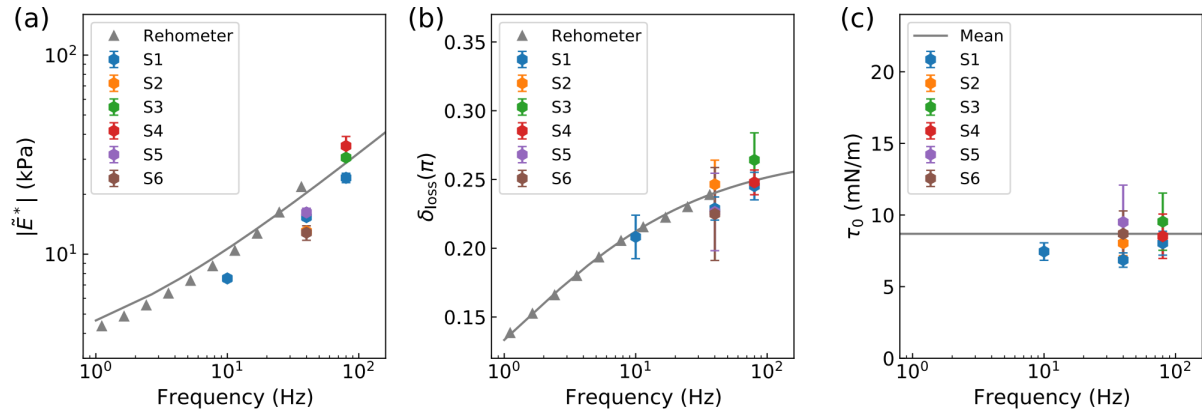 (a)
|Ẽ*| (kPa)
10²
10¹
Rehometer
S1
S2
S3
S4
S5
S6
10⁰
10¹
10²
Frequency (Hz)
(b)
δloss(π)
0.35
0.30
0.25
0.20
0.15
Rehometer
S1
S2
S3
S4
S5
S6
10⁰
10¹
10²
Frequency (Hz)
(c)
τ₀ (mN/m)
20
15
10
5
0
Mean
S1
S2
S3
S4
S5
S6
10⁰
10¹
10²
Frequency (Hz)